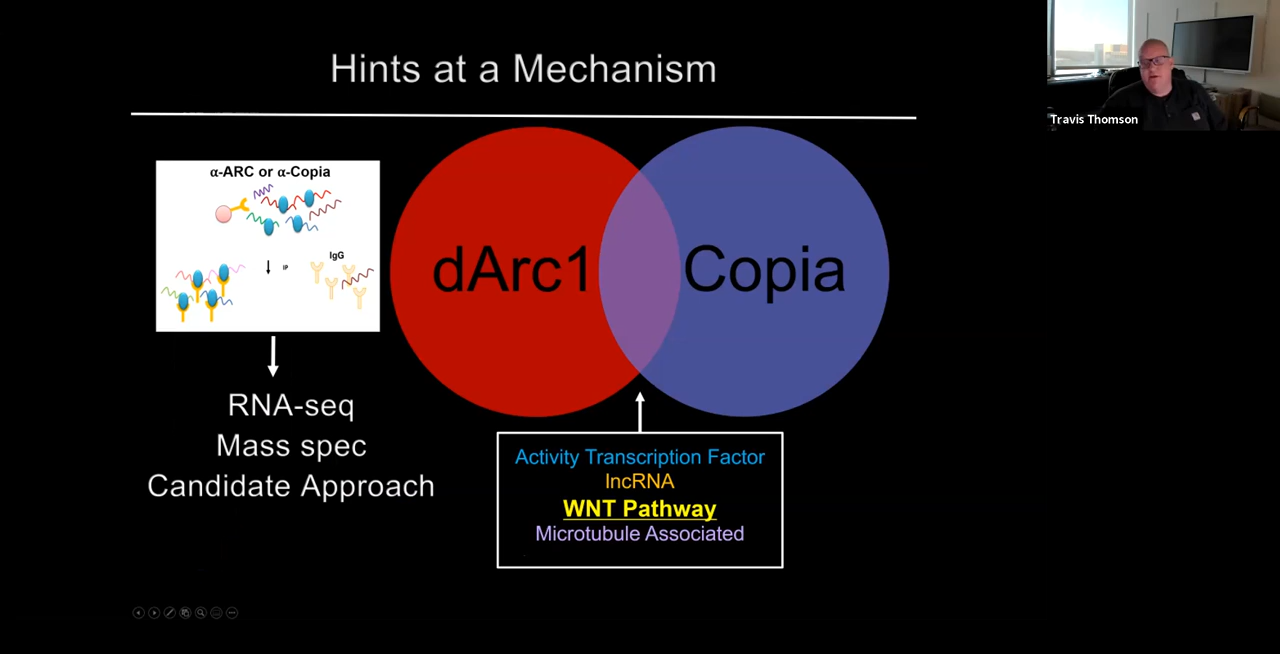 Hints at a Mechanism
Travis Thomson
α-ARC or α-Copia
IgG
IP
dArc1
Copia
RNA-seq
Mass spec
Candidate Approach
Activity Transcription Factor
lncRNA
WNT Pathway
Microtubule Associated